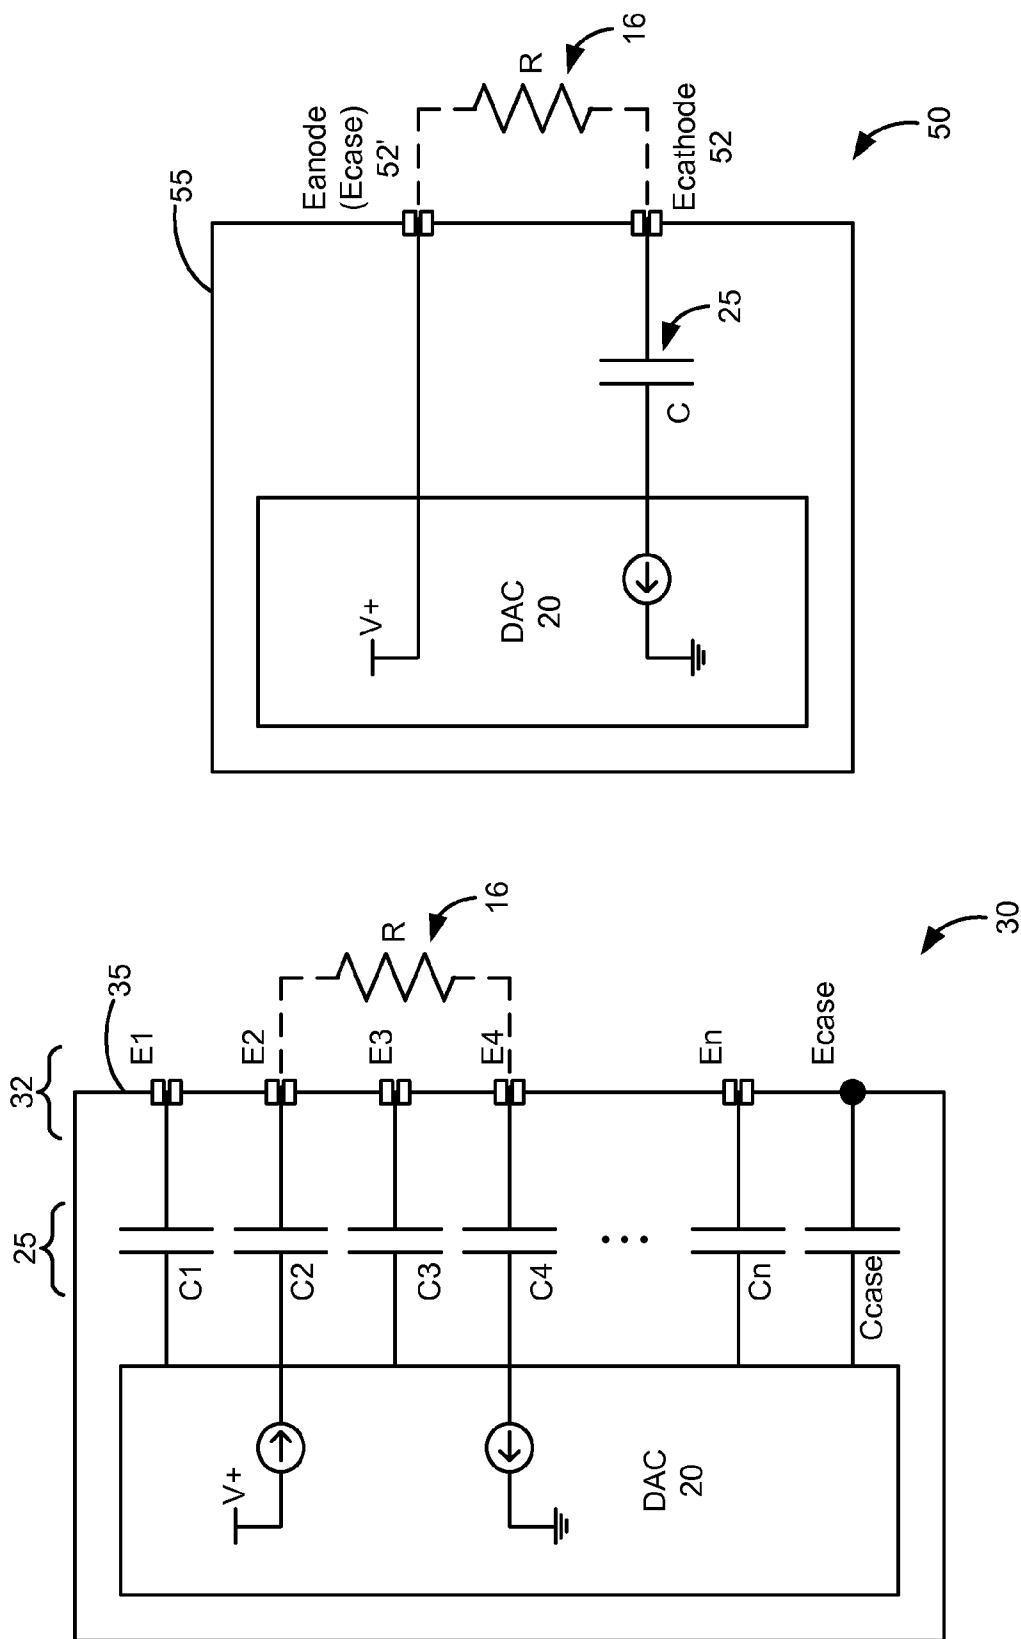 32
35
25
E1
C1
E2
C2
E3
C3
E4
C4
R
16
V+
DAC
20
...
En
Cn
Ecase
Ccase
30
55
Eanode
(Ecase)
52'
R
16
V+
DAC
20
C
25
Ecathode
52
50